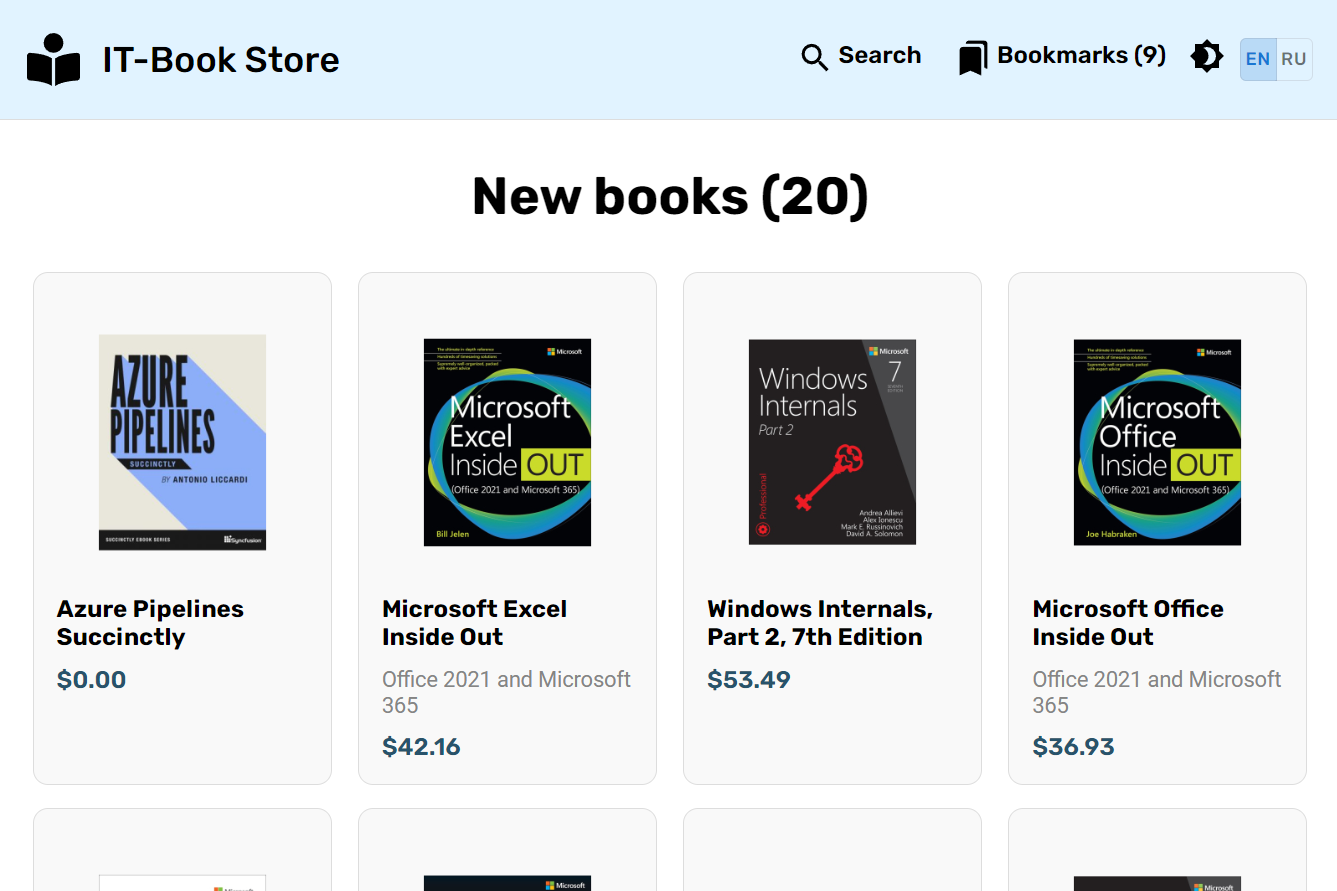 IT-Book Store
Search
Bookmarks (9)
EN RU
New books (20)
AZURE
PIPELINES
SUCCINCTLY
BY ANTONIO LICCARDI
SUCCINCTLY EBOOK SERIES
Syncfusion
Azure Pipelines
Succinctly
$0.00
The ultimate in-depth reference
Hundreds of timesaving solutions
Supremely well-organized, packed
with expert advice
Microsoft
Microsoft
Excel
Inside OUT
(Office 2021 and Microsoft 365)
Bill Jelen
Microsoft Excel
Inside Out
Office 2021 and Microsoft
365
$42.16
Microsoft
7
Windows
Internals
Part 2
Professional
Andrea Allievi
Alex Ionescu
Mark E. Russinovich
David A. Solomon
Windows Internals,
Part 2, 7th Edition
$53.49
The ultimate in-depth reference
Hundreds of timesaving solutions
Supremely well-organized, packed
with expert advice
Microsoft
Microsoft
Office
Inside OUT
(Office 2021 and Microsoft 365)
Joe Habraken
Microsoft Office
Inside Out
Office 2021 and Microsoft
365
$36.93
Microsoft
Microsoft